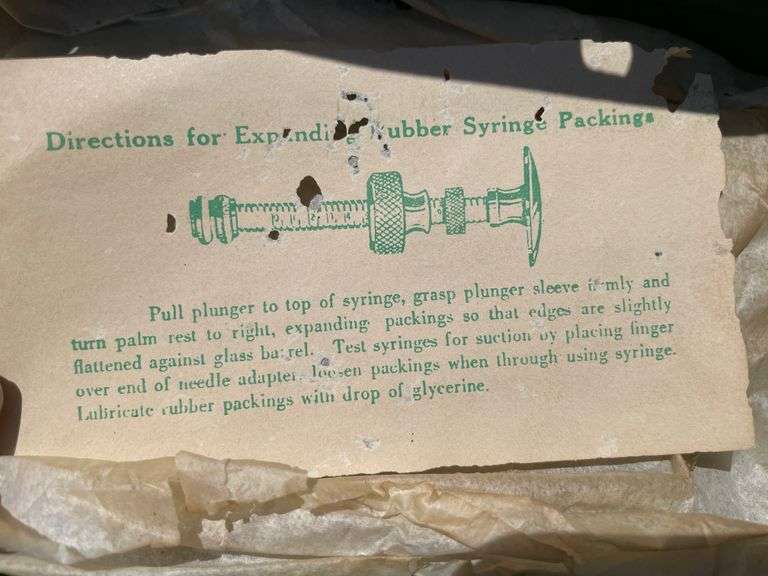 Directions for Expanding Rubber Syringe Packings
Pull plunger to top of syringe, grasp plunger sleeve firmly and
turn palm rest to right, expanding packings so that edges are slightly
flattened against glass barrel. Test syringes for suction by placing finger
over end of needle adapter, loosen packings when through using syringe.
Lubricate rubber packings with drop of glycerine.